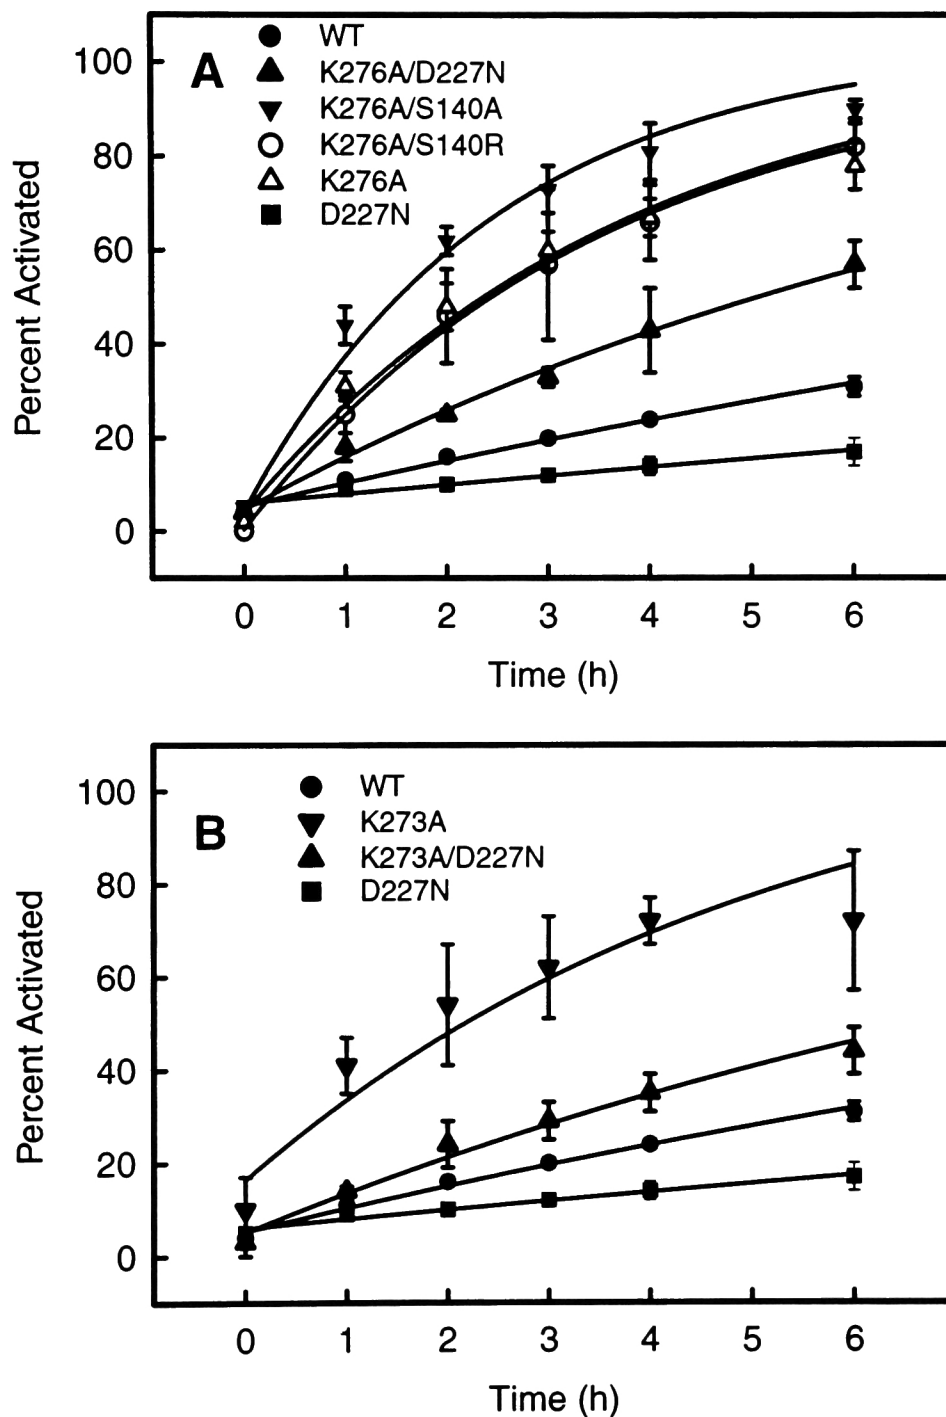 A
WT
K276A/D227N
K276A/S140A
K276A/S140R
K276A
D227N
Percent Activated
100
80
60
40
20
0
0 1 2 3 4 5 6
Time (h)
B
WT
K273A
K273A/D227N
D227N
Percent Activated
100
80
60
40
20
0
0 1 2 3 4 5 6
Time (h)